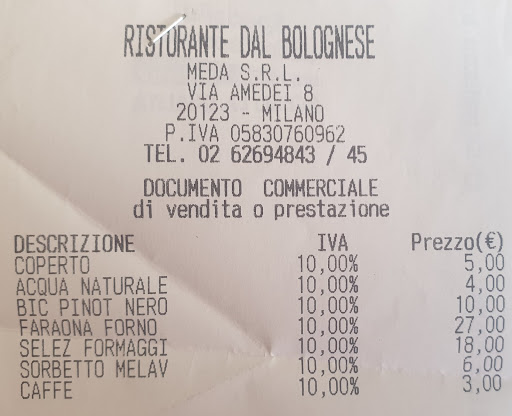 RISTORANTE DAL BOLOGNESE
MEDA S.R.L.
VIA AMEDEI 8
20123 - MILANO
P.IVA 05830760962
TEL. 02 62694843 / 45
DOCUMENTO COMMERCIALE
di vendita o prestazione
DESCRIZIONE IVA Prezzo(€)
COPERTO 10,00% 5,00
ACQUA NATURALE 10,00% 4,00
BIC PINOT NERO 10,00% 10,00
FARAONA FORNO 10,00% 27,00
SELEZ FORMAGGI 10,00% 18,00
SORBETTO MELAV 10,00% 6,00
CAFFE 10,00% 3,00